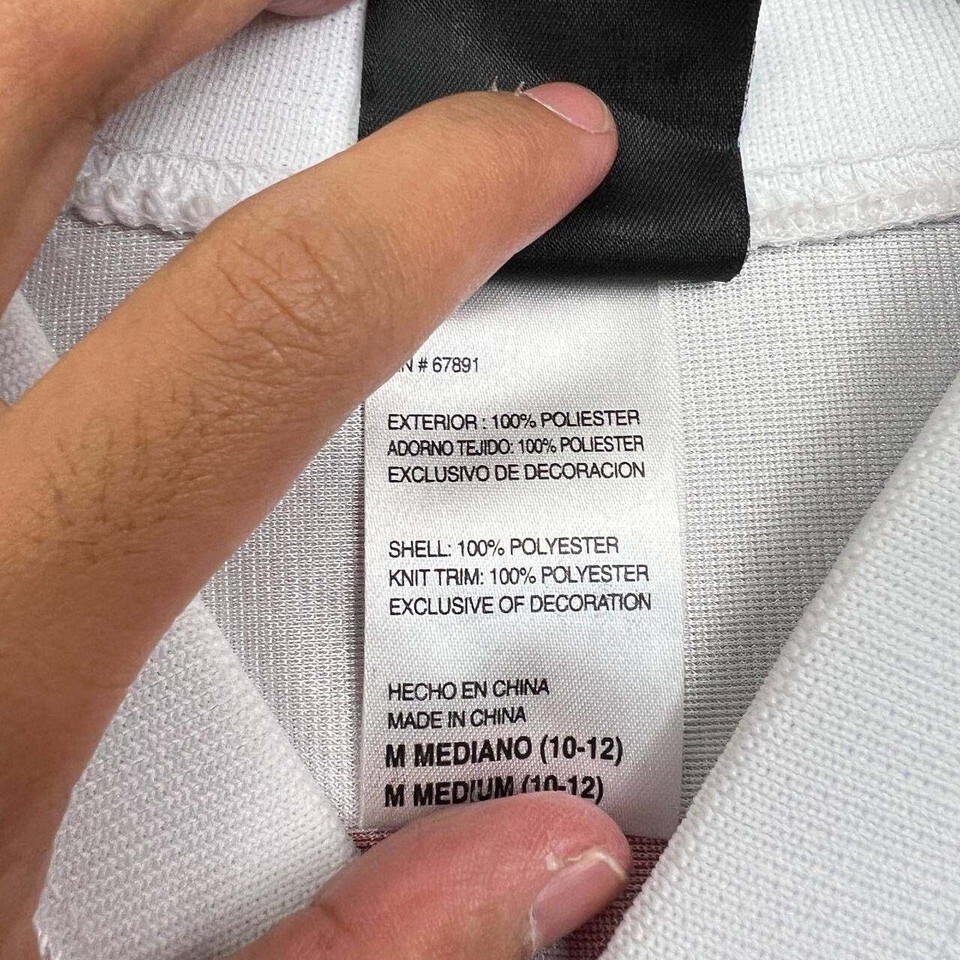 N # 67891
EXTERIOR : 100% POLIESTER
ADORNO TEJIDO: 100% POLIESTER
EXCLUSIVO DE DECORACION
SHELL: 100% POLYESTER
KNIT TRIM: 100% POLYESTER
EXCLUSIVE OF DECORATION
HECHO EN CHINA
MADE IN CHINA
M MEDIANO (10-12)
M MEDIUM (10-12)